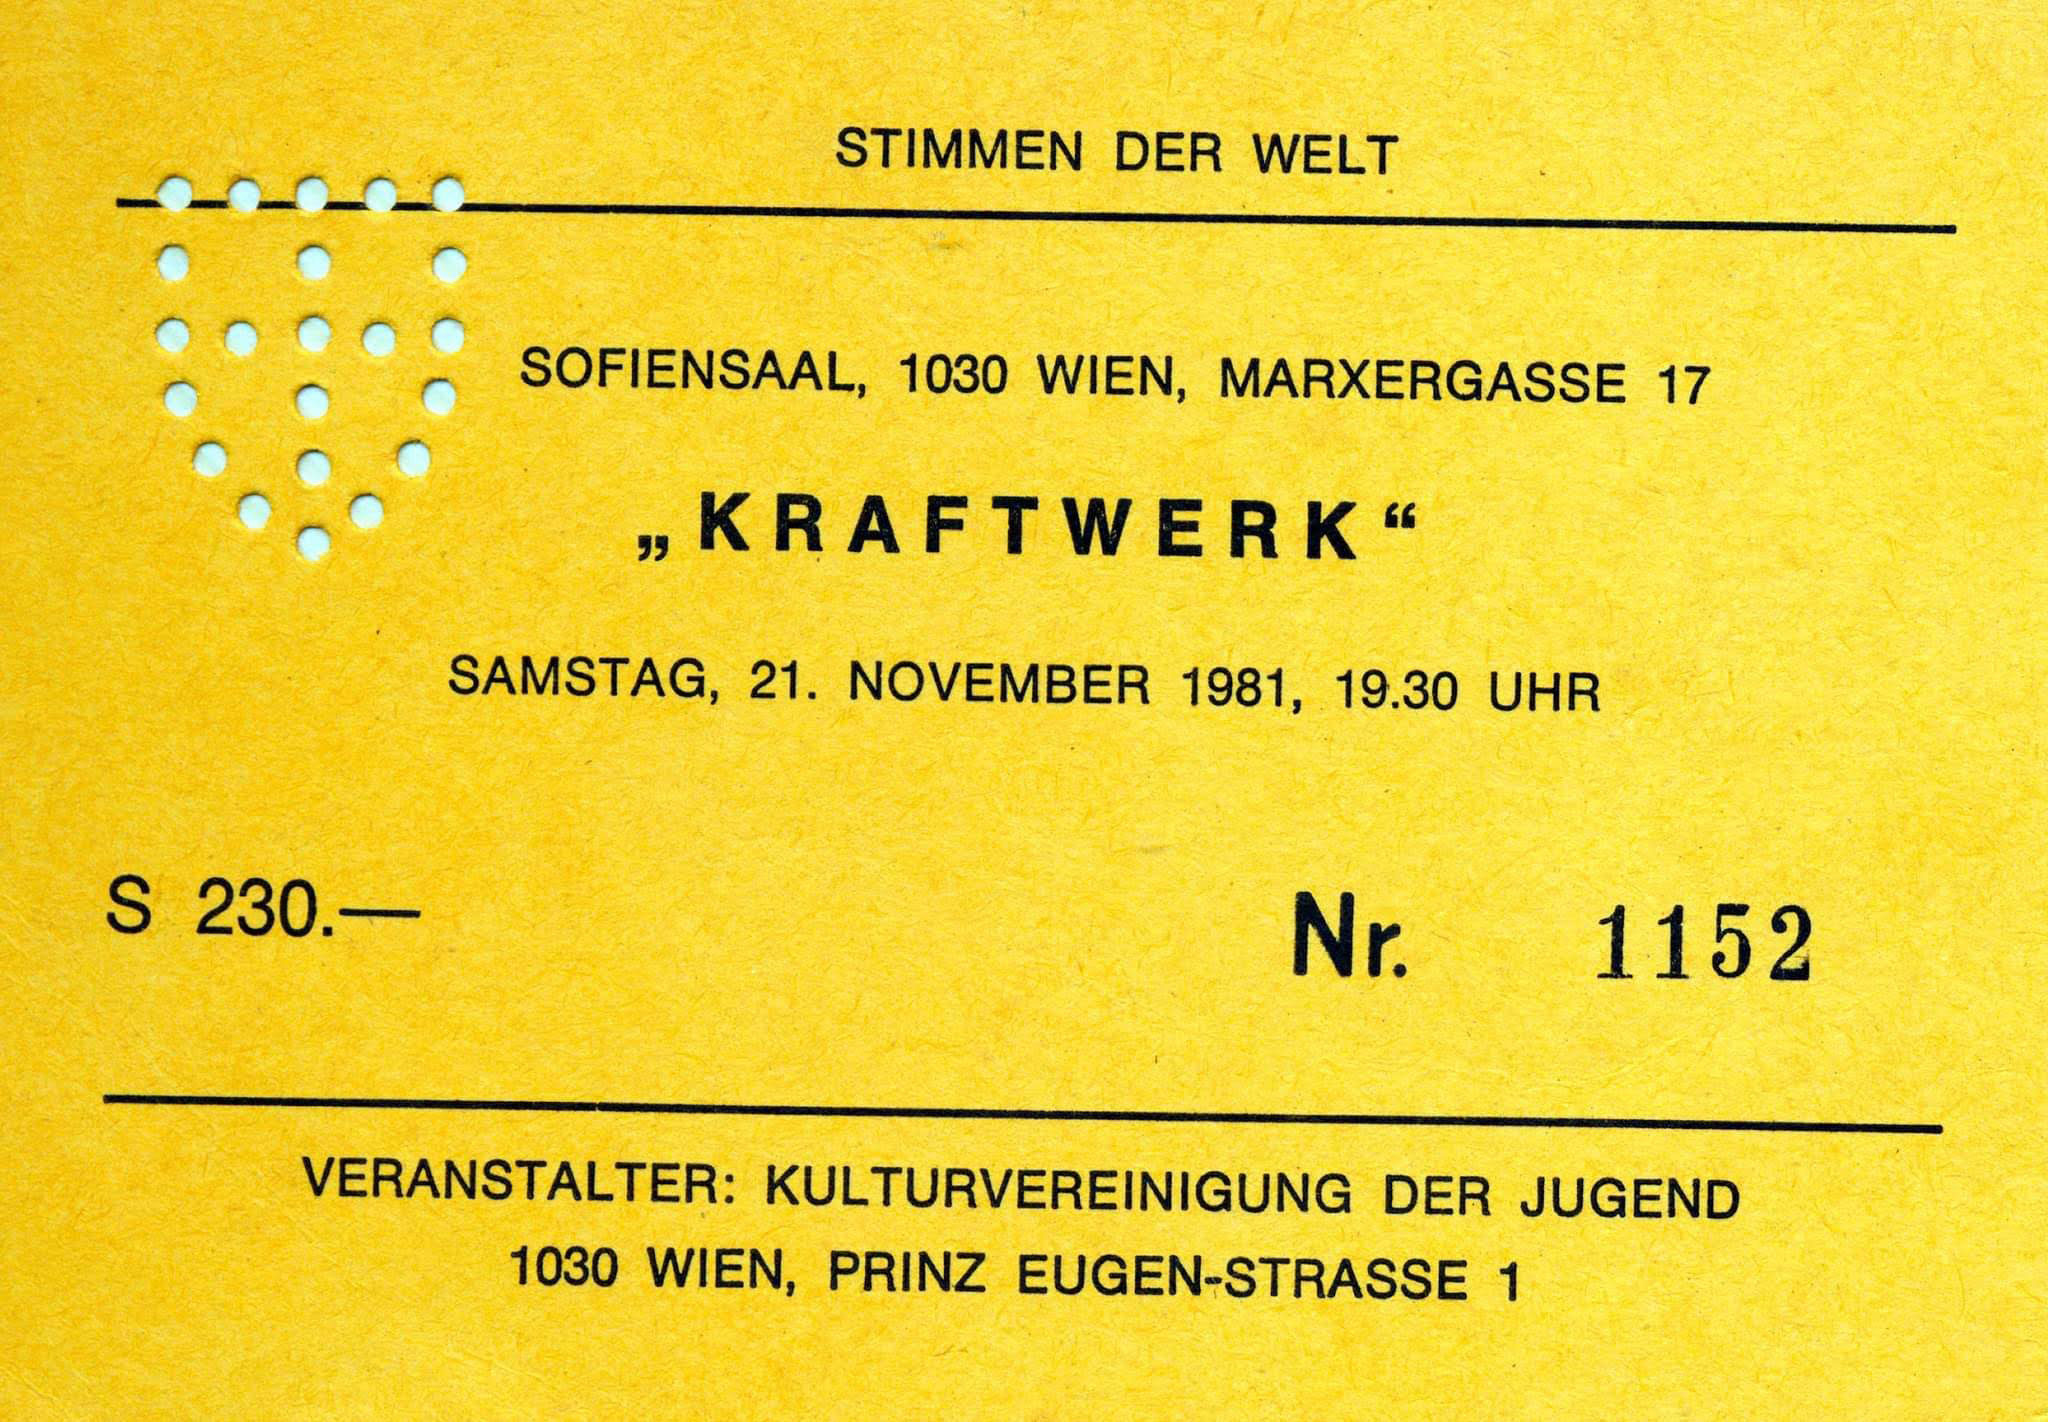 STIMMEN DER WELT
SOFIENSAAL, 1030 WIEN, MARXERGASSE 17
„KRAFTWERK“
SAMSTAG, 21. NOVEMBER 1981, 19.30 UHR
S 230.— Nr. 1152
VERANSTALTER: KULTURVEREINIGUNG DER JUGEND
1030 WIEN, PRINZ EUGEN-STRASSE 1